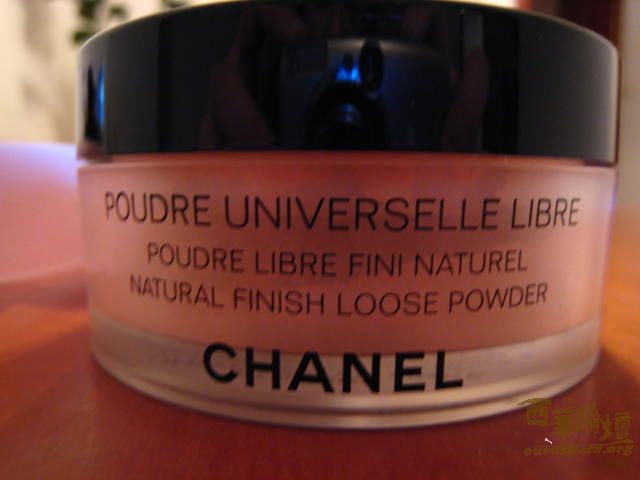 POUDRE UNIVERSELLE LIBRE
POUDRE LIBRE FINI NATUREL
NATURAL FINISH LOOSE POWDER
CHANEL